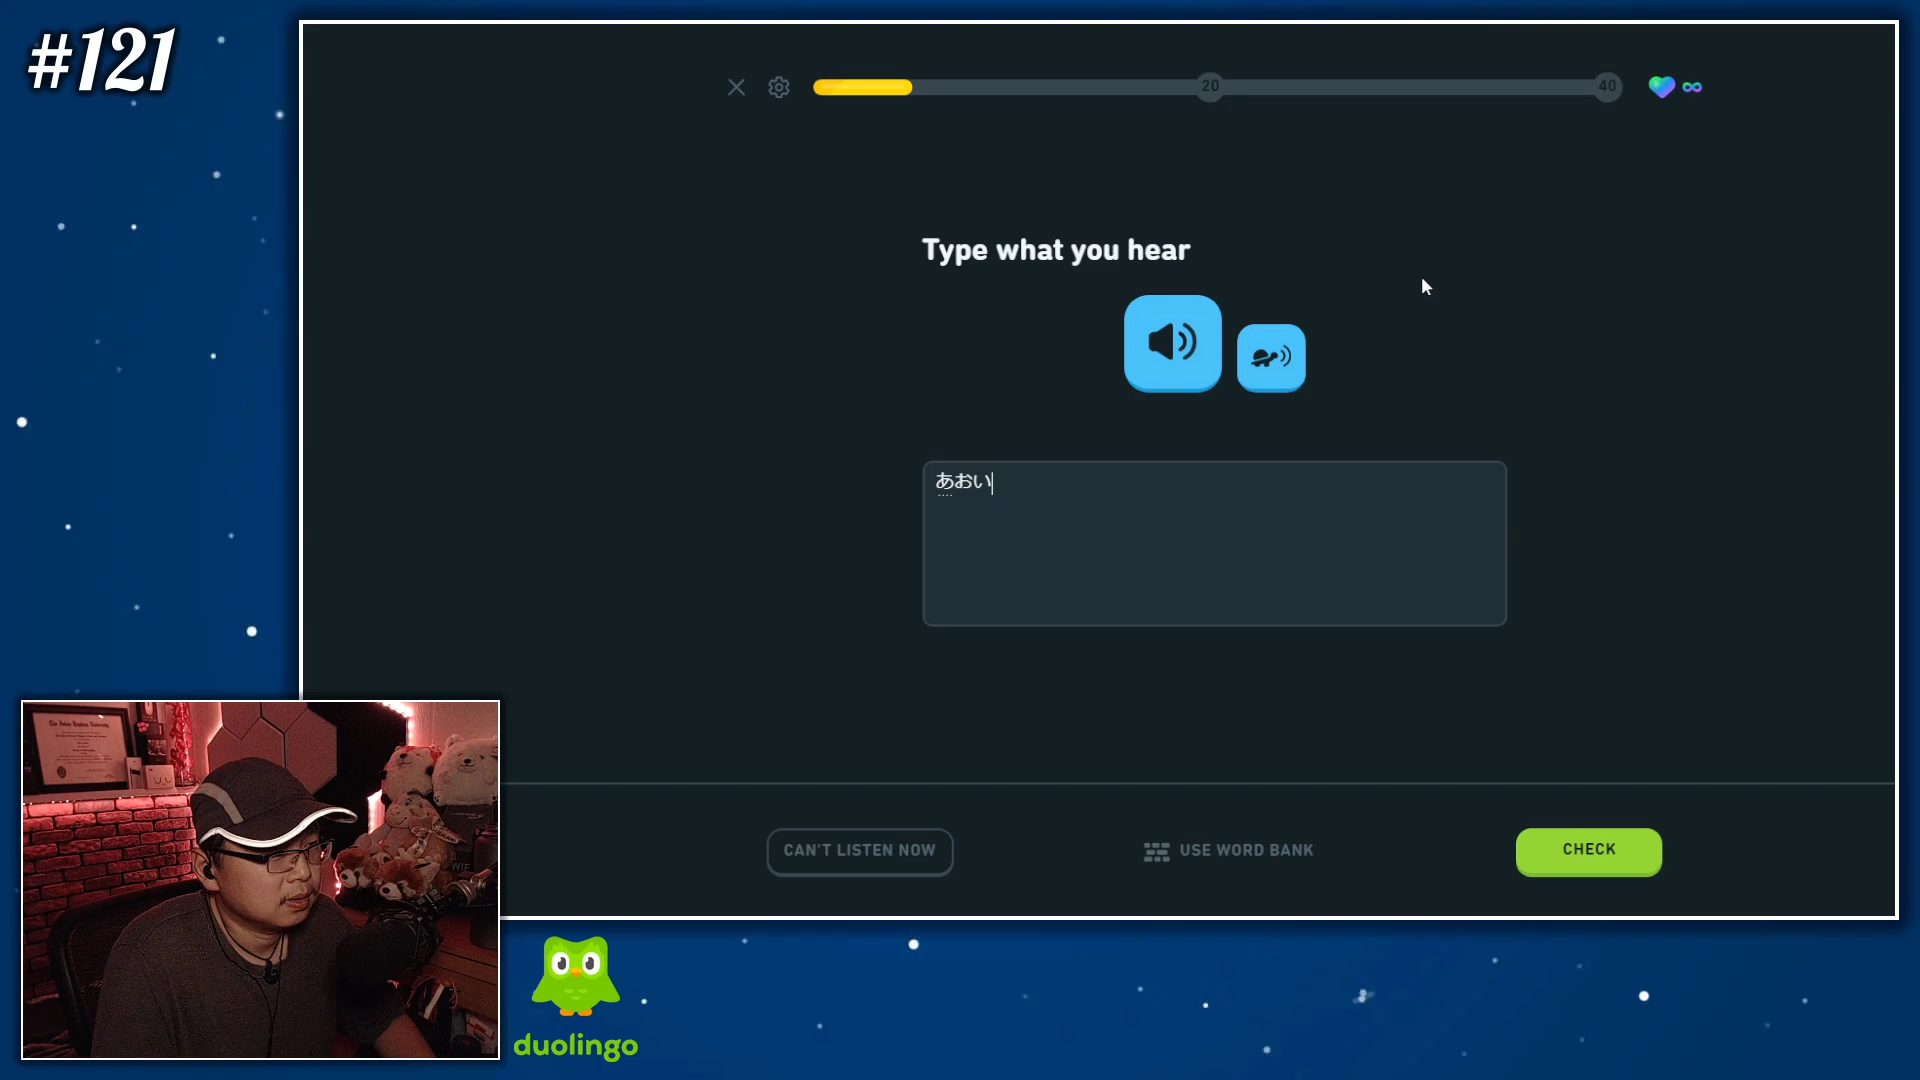 #121
20
40
Type what you hear
あおい
CAN'T LISTEN NOW
USE WORD BANK
CHECK
duolingo